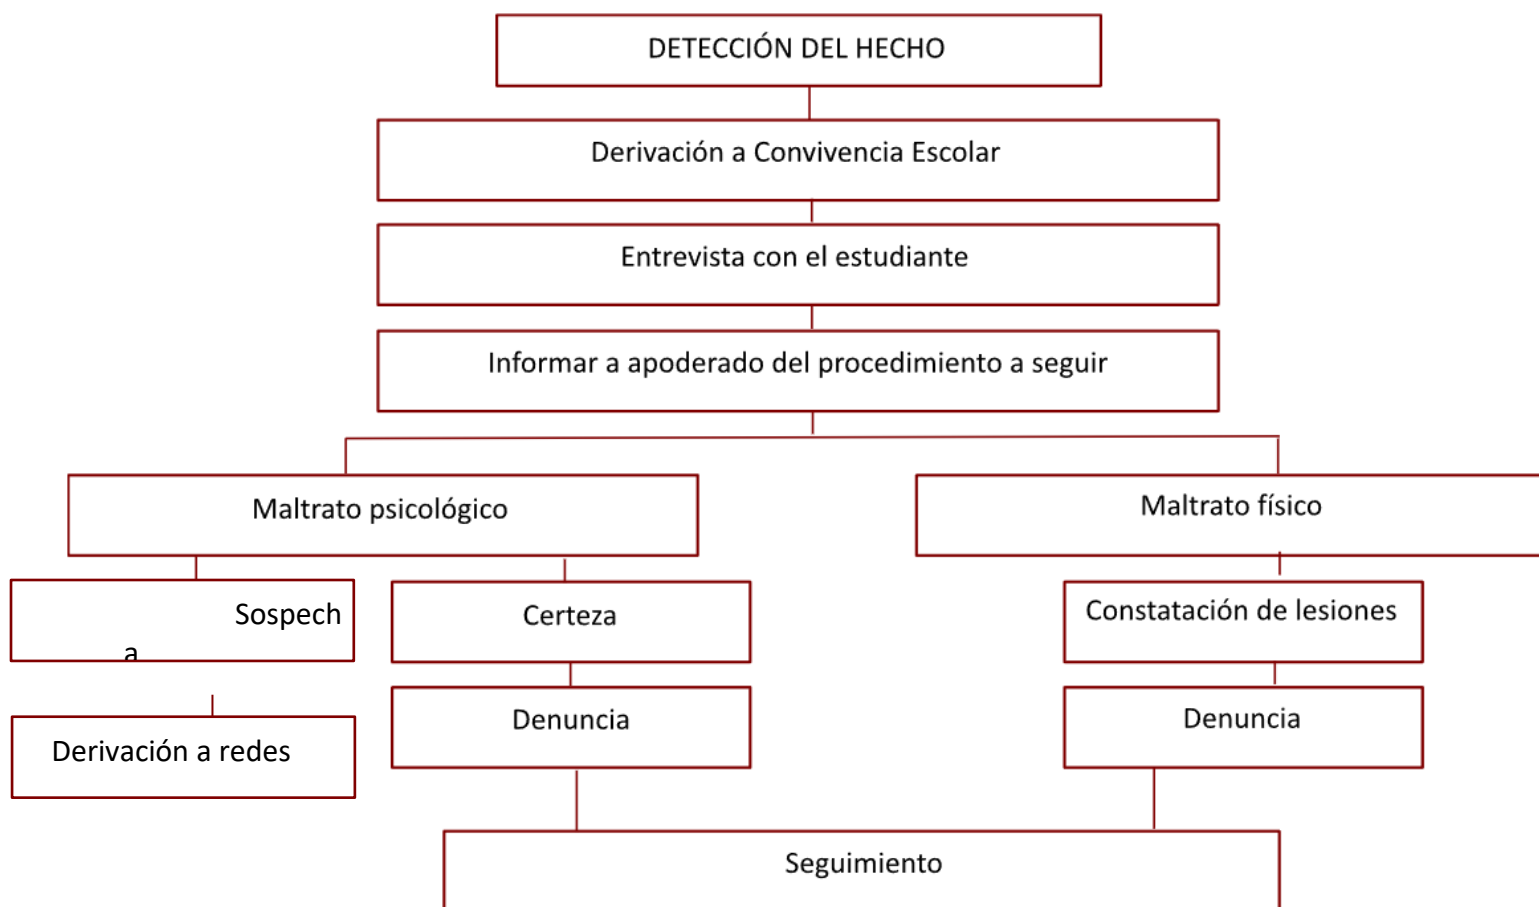 DETECCIÓN DEL HECHO
Derivación a Convivencia Escolar
Entrevista con el estudiante
Informar a apoderado del procedimiento a seguir
Maltrato psicológico
Maltrato físico
Sospech
a
Certeza
Constatación de lesiones
Derivación a redes
Denuncia
Denuncia
Seguimiento